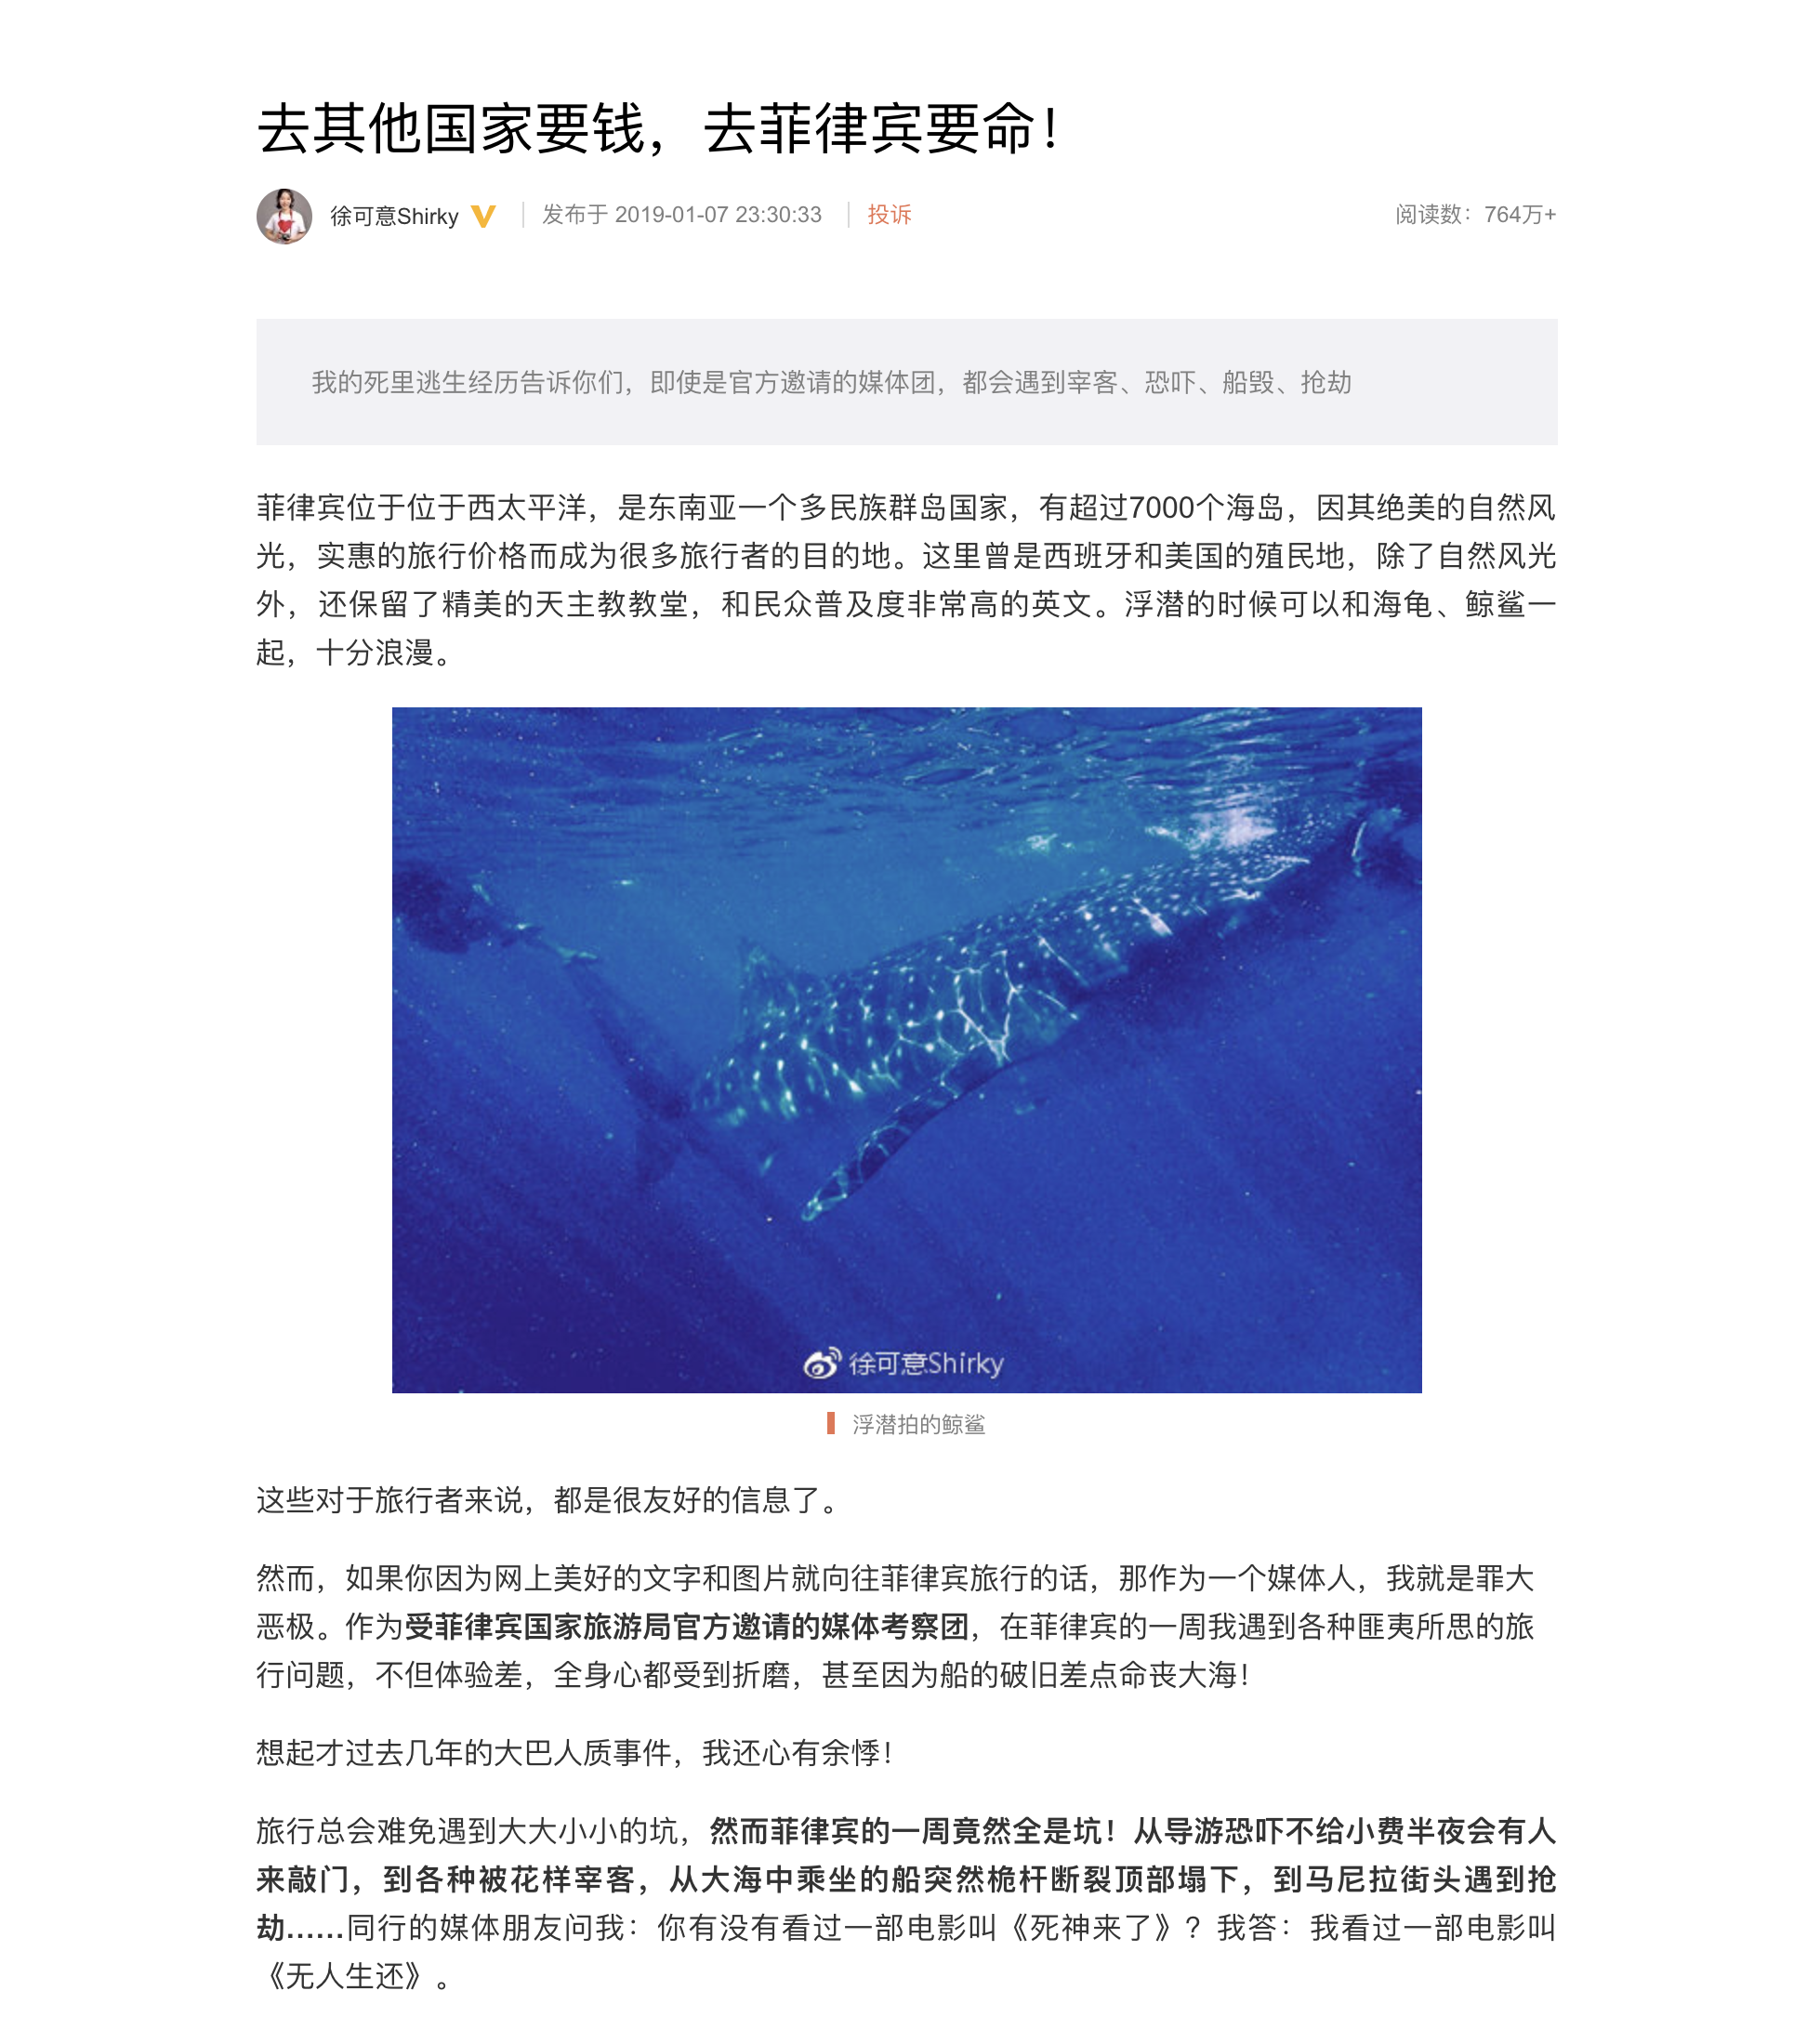 去其他国家要钱，去菲律宾要命！
徐可意Shirky 发布于 2019-01-07 23:30:33 投诉 阅读数：764万+
我的死里逃生经历告诉你们，即使是官方邀请的媒体团，都会遇到宰客、恐吓、船毁、抢劫
菲律宾位于位于西太平洋，是东南亚一个多民族群岛国家，有超过7000个海岛，因其绝美的自然风
光，实惠的旅行价格而成为很多旅行者的目的地。这里曾是西班牙和美国的殖民地，除了自然风光
外，还保留了精美的天主教教堂，和民众普及度非常高的英文。浮潜的时候可以和海龟、鲸鲨一
起，十分浪漫。
徐可意Shirky
浮潜拍的鲸鲨
这些对于旅行者来说，都是很友好的信息了。
然而，如果你因为网上美好的文字和图片就向往菲律宾旅行的话，那作为一个媒体人，我就是罪大
恶极。作为受菲律宾国家旅游局官方邀请的媒体考察团，在菲律宾的一周我遇到各种匪夷所思的旅
行问题，不但体验差，全身心都受到折磨，甚至因为船的破旧差点命丧大海！
想起才过去几年的大巴人质事件，我还心有余悸！
旅行总会难免遇到大大小小的坑，然而菲律宾的一周竟然全是坑！从导游恐吓不给小费半夜会有人
来敲门，到各种被花样宰客，从大海中乘坐的船突然桅杆断裂顶部塌下，到马尼拉街头遇到抢
劫......同行的媒体朋友问我：你有没有看过一部电影叫《死神来了》？我答：我看过一部电影叫
《无人生还》。